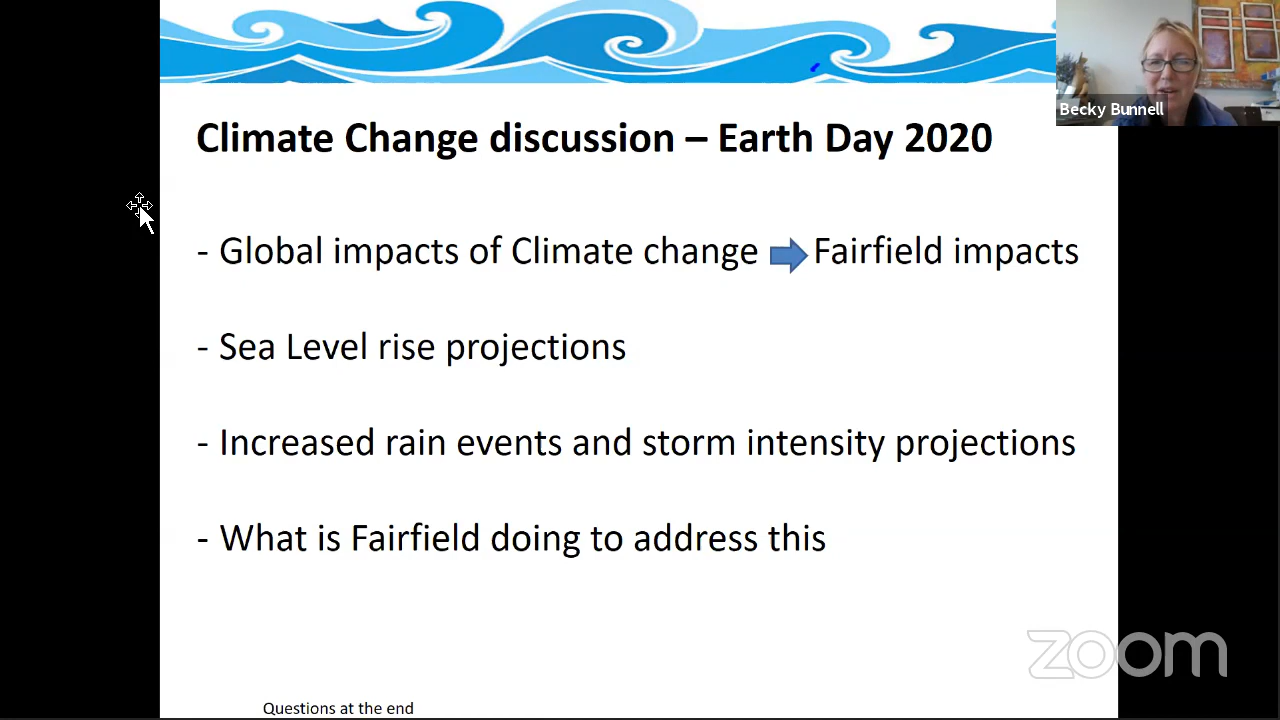 Becky Bunnell
Climate Change discussion – Earth Day 2020
- Global impacts of Climate change Fairfield impacts
- Sea Level rise projections
- Increased rain events and storm intensity projections
- What is Fairfield doing to address this
zoom
Questions at the end